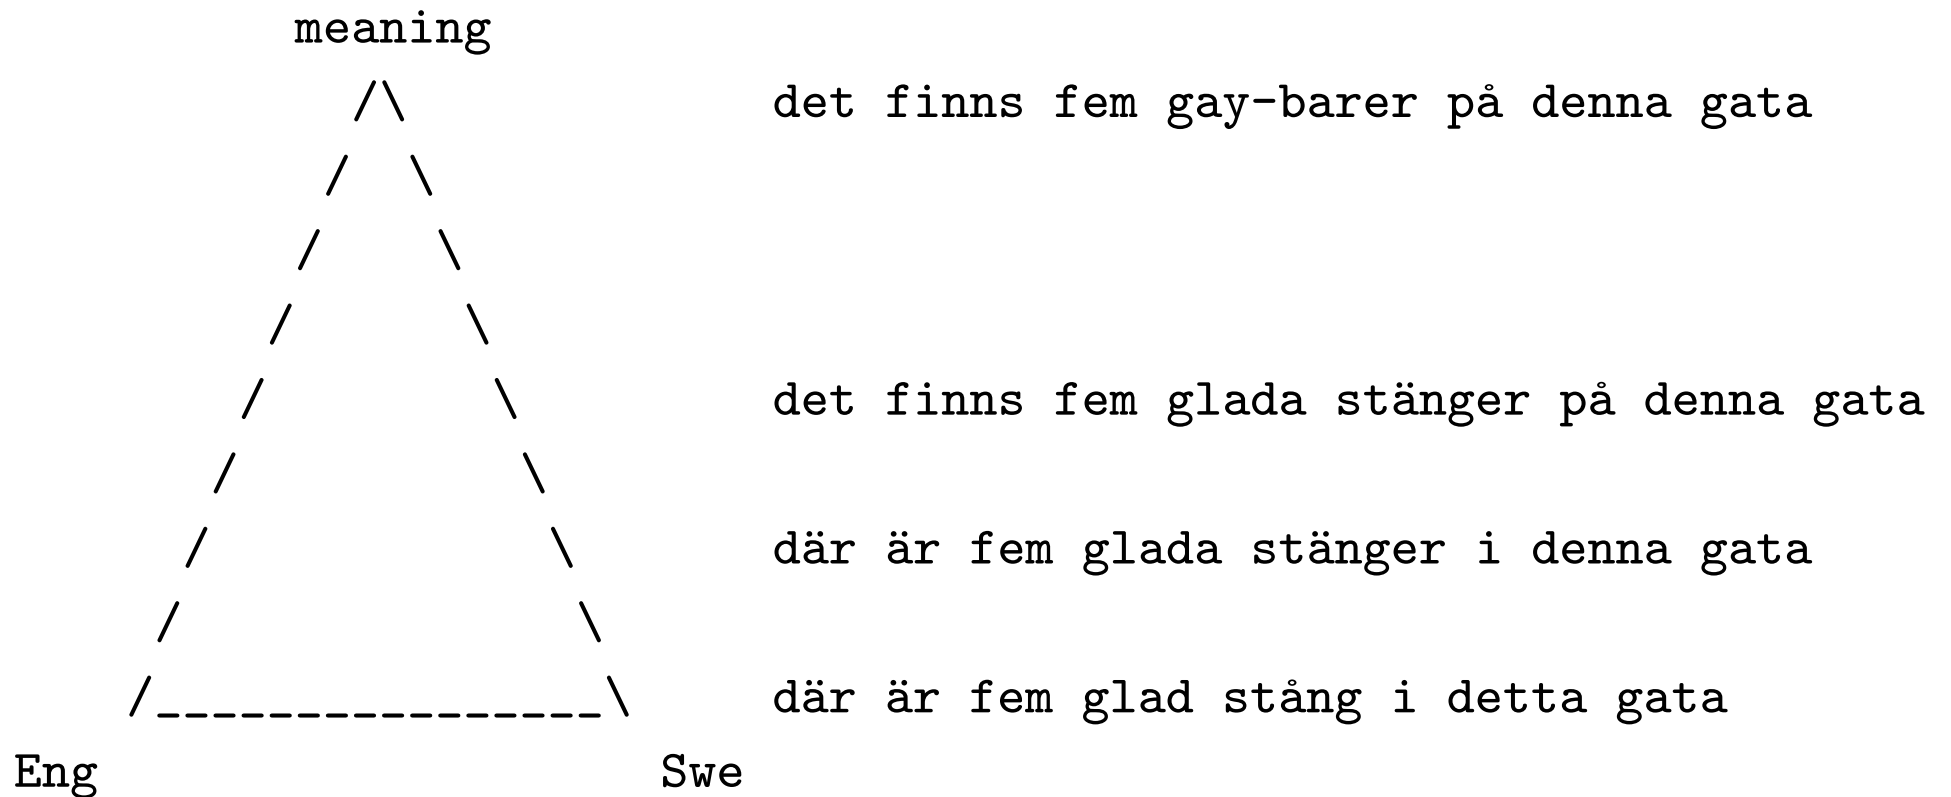 meaning
det finns fem gay-barer på denna gata
det finns fem glada stänger på denna gata
där är fem glada stänger i denna gata
där är fem glad stång i detta gata
Eng Swe